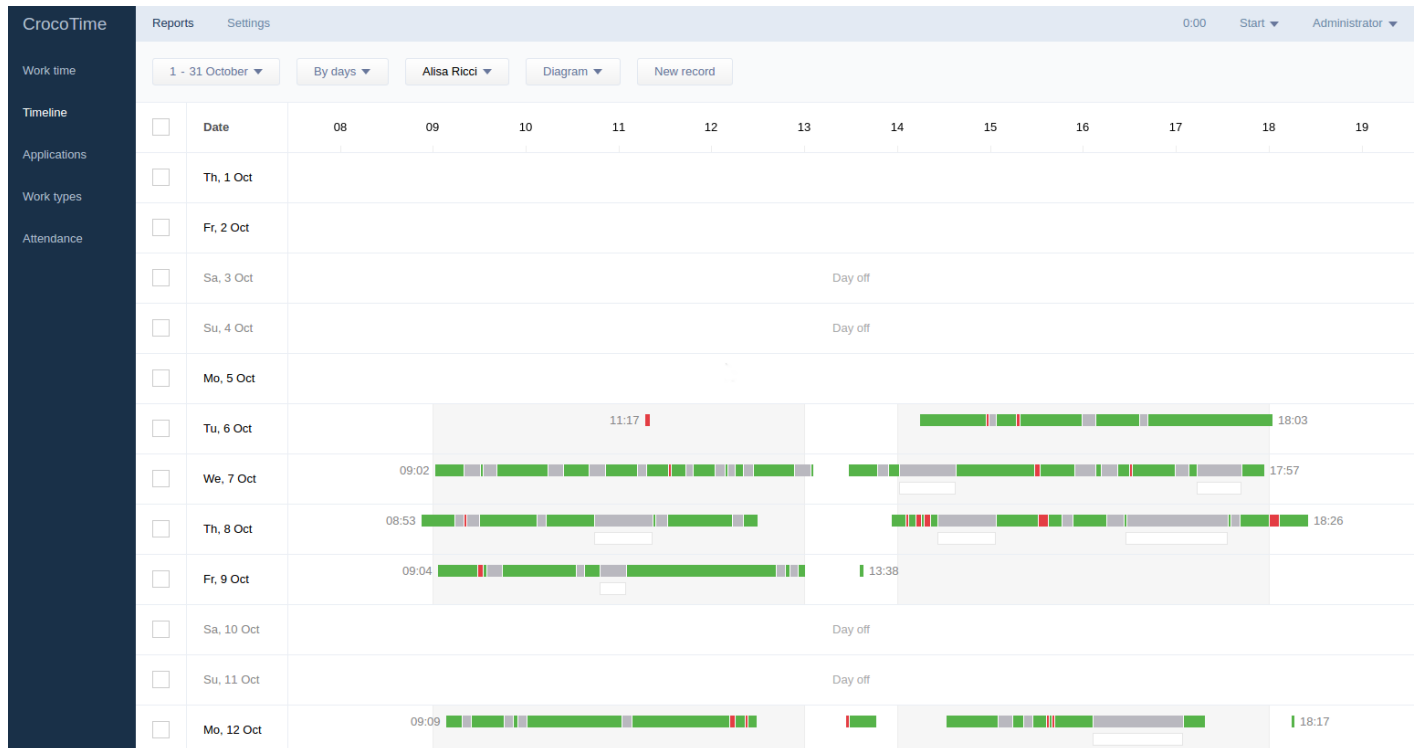 CrocoTime
Reports Settings 0:00 Start Administrator
Work time
Timeline
Applications
Work types
Attendance
1 - 31 October By days Alisa Ricci Diagram New record
Date 08 09 10 11 12 13 14 15 16 17 18 19
Th, 1 Oct
Fr, 2 Oct
Sa, 3 Oct Day off
Su, 4 Oct Day off
Mo, 5 Oct
Tu, 6 Oct 11:17 18:03
We, 7 Oct 09:02 17:57
Th, 8 Oct 08:53 18:26
Fr, 9 Oct 09:04 13:38
Sa, 10 Oct Day off
Su, 11 Oct Day off
Mo, 12 Oct 09:09 18:17